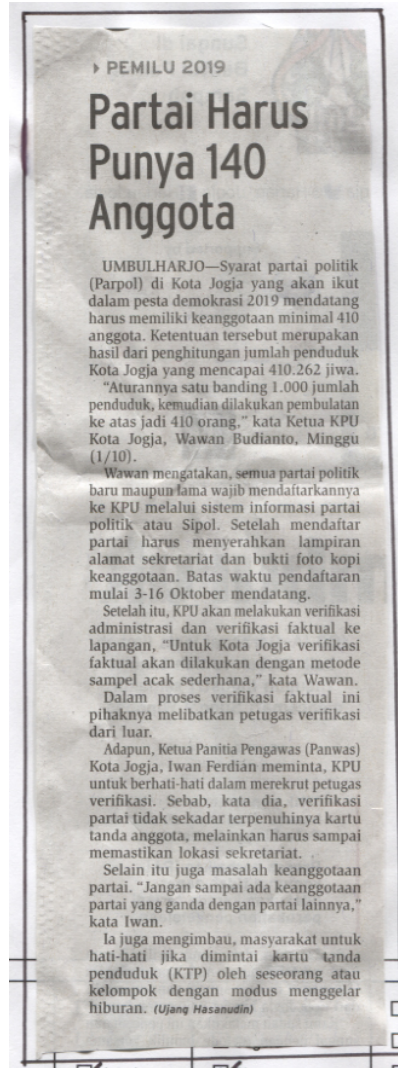 PEMILU 2019
Partai Harus
Punya 140
Anggota
UMBULHARJO—Syarat partai politik
(Parpol) di Kota Jogja yang akan ikut
dalam pesta demokrasi 2019 mendatang
harus memiliki keanggotaan minimal 410
anggota. Ketentuan tersebut merupakan
hasil dari penghitungan jumlah penduduk
Kota Jogja yang mencapai 410.262 jiwa.
"Aturannya satu banding 1.000 jumlah
penduduk, kemudian dilakukan pembulatan
ke atas jadi 410 orang," kata Ketua KPU
Kota Jogja, Wawan Budianto, Minggu
(1/10).
Wawan mengatakan, semua partai politik
baru maupun lama wajib mendaftarkannya
ke KPU melalui sistem informasi partai
politik atau Sipol. Setelah mendaftar
partai harus menyerahkan lampiran
alamat sekretariat dan bukti foto kopi
keanggotaan. Batas waktu pendaftaran
mulai 3-16 Oktober mendatang.
Setelah itu, KPU akan melakukan verifikasi
administrasi dan verifikasi faktual ke
lapangan, "Untuk Kota Jogja verifikasi
faktual akan dilakukan dengan metode
sampel acak sederhana," kata Wawan.
Dalam proses verifikasi faktual ini
pihaknya melibatkan petugas verifikasi
dari luar.
Adapun, Ketua Panitia Pengawas (Panwas)
Kota Jogja, Iwan Ferdian meminta, KPU
untuk berhati-hati dalam merekrut petugas
verifikasi. Sebab, kata dia, verifikasi
partai tidak sekadar terpenuhinya kartu
tanda anggota, melainkan harus sampai
memastikan lokasi sekretariat.
Selain itu juga masalah keanggotaan
partai. "Jangan sampai ada keanggotaan
partai yang ganda dengan partai lainnya,"
kata Iwan.
Ia juga mengimbau, masyarakat untuk
hati-hati jika dimintai kartu tanda
penduduk (KTP) oleh seseorang atau
kelompok dengan modus menggelar
hiburan. (Ujang Hasanudin)